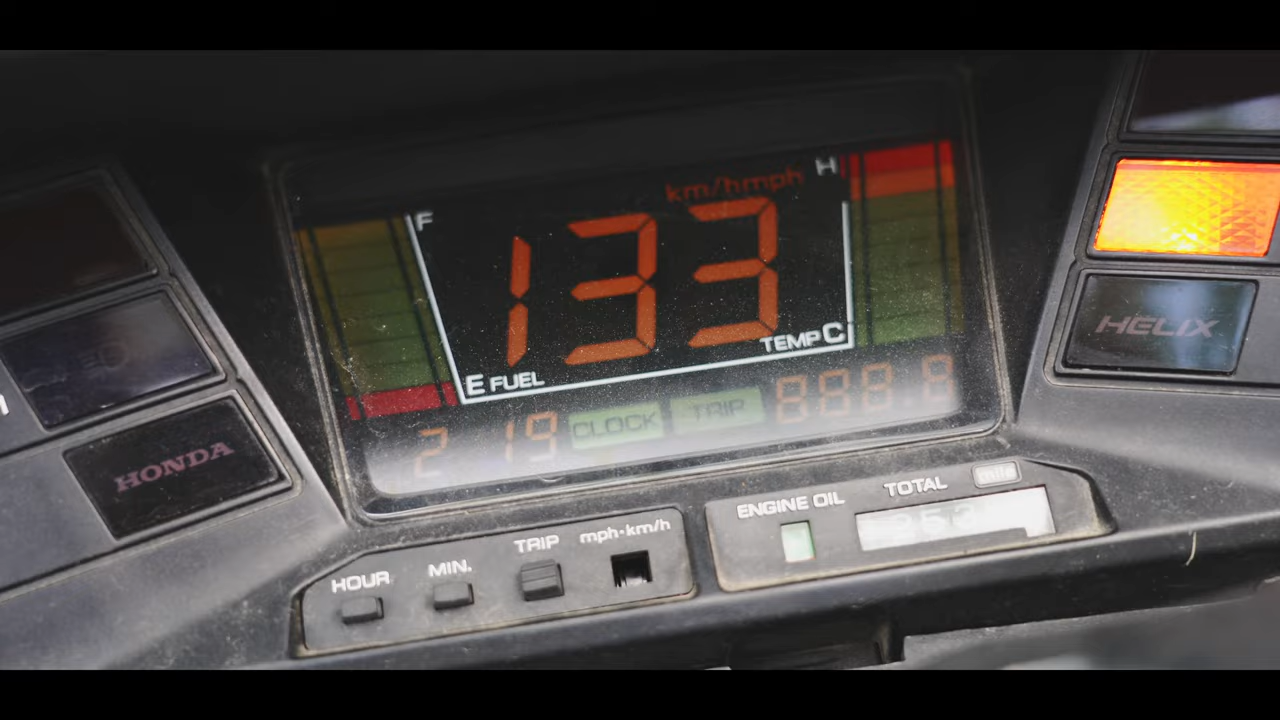 km/hmph
H
F
133
TEMP C
E FUEL
2 19
CLOCK
TRIP
888 8
HELIX
HONDA
ENGINE OIL
TOTAL
HOUR
MIN.
TRIP
mph·km/h